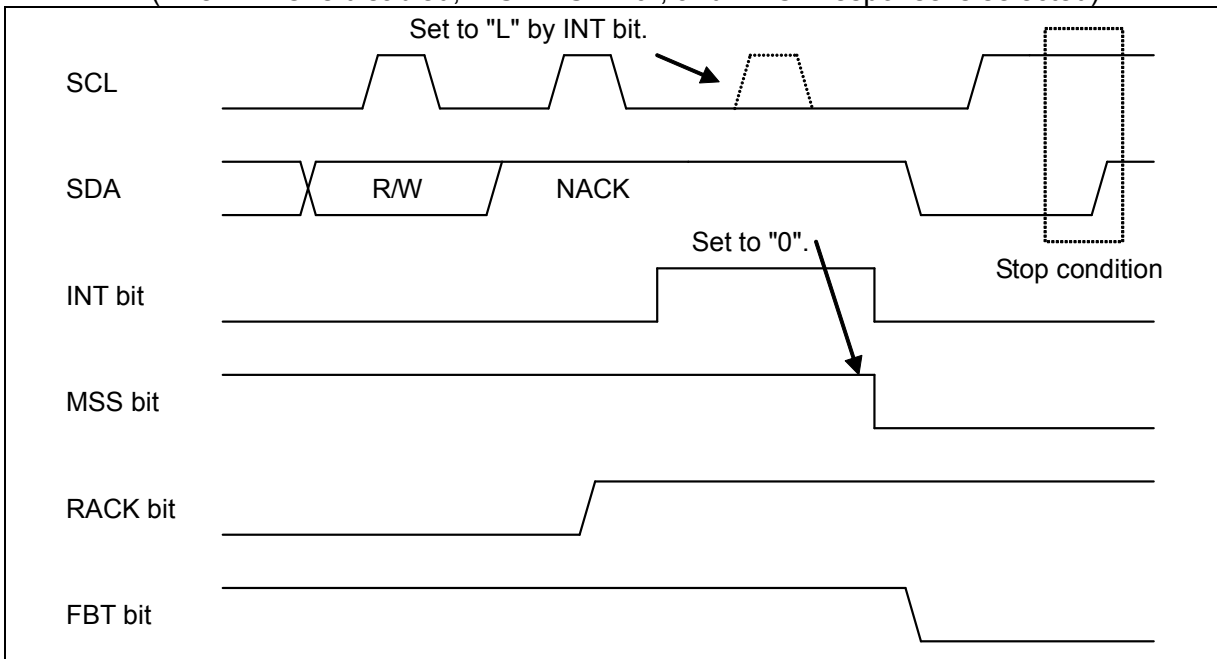 Set to "L" by INT bit.
SCL
SDA
R/W
NACK
Set to "0".
Stop condition
INT bit
MSS bit
RACK bit
FBT bit